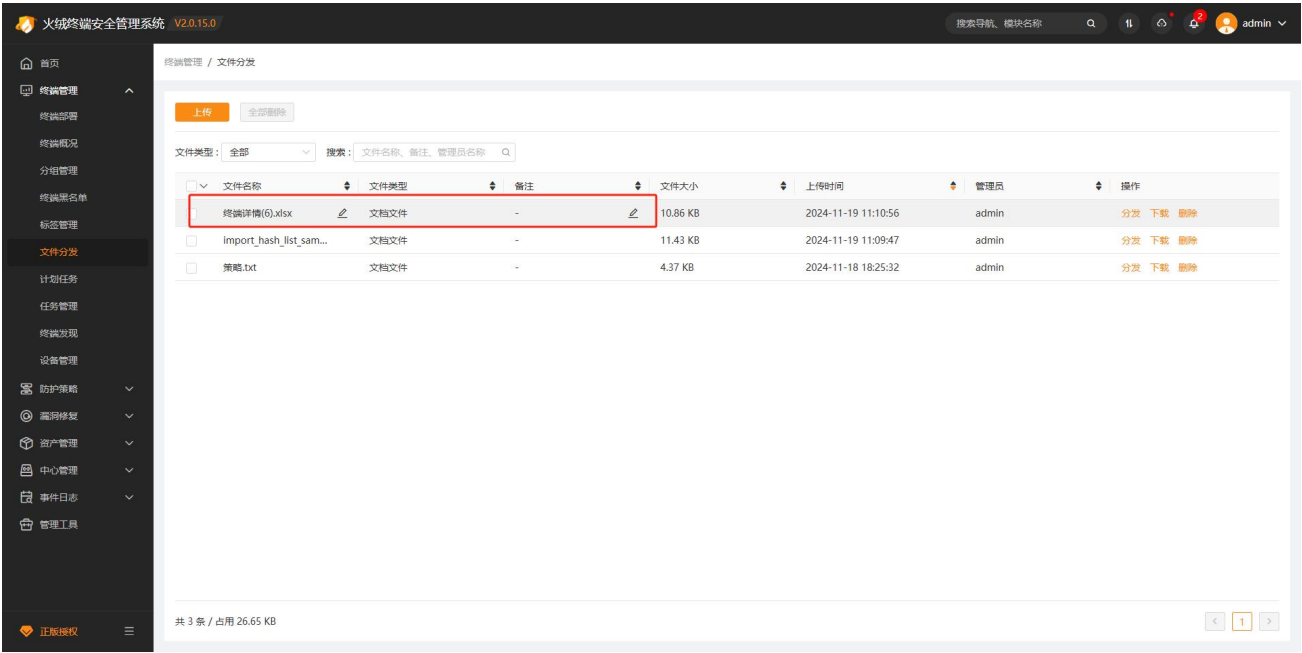 火绒终端安全管理系统 V2.0.15.0 搜索导航、模块名称 2 admin
首页
终端管理
终端部署
终端概况
分组管理
终端黑名单
标签管理
文件分发
计划任务
任务管理
终端发现
设备管理
防护策略
漏洞修复
资产管理
中心管理
事件日志
管理工具
正版授权
终端管理 / 文件分发
上传 全部删除
文件类型： 全部 搜索： 文件名称、备注、管理员名称
文件名称 文件类型 备注 文件大小 上传时间 管理员 操作
终端详情(6).xlsx 文档文件 - 10.86 KB 2024-11-19 11:10:56 admin 分发 下载 删除
import_hash_list_sam... 文档文件 - 11.43 KB 2024-11-19 11:09:47 admin 分发 下载 删除
策略.txt 文档文件 - 4.37 KB 2024-11-18 18:25:32 admin 分发 下载 删除
共 3 条 / 占用 26.65 KB 1